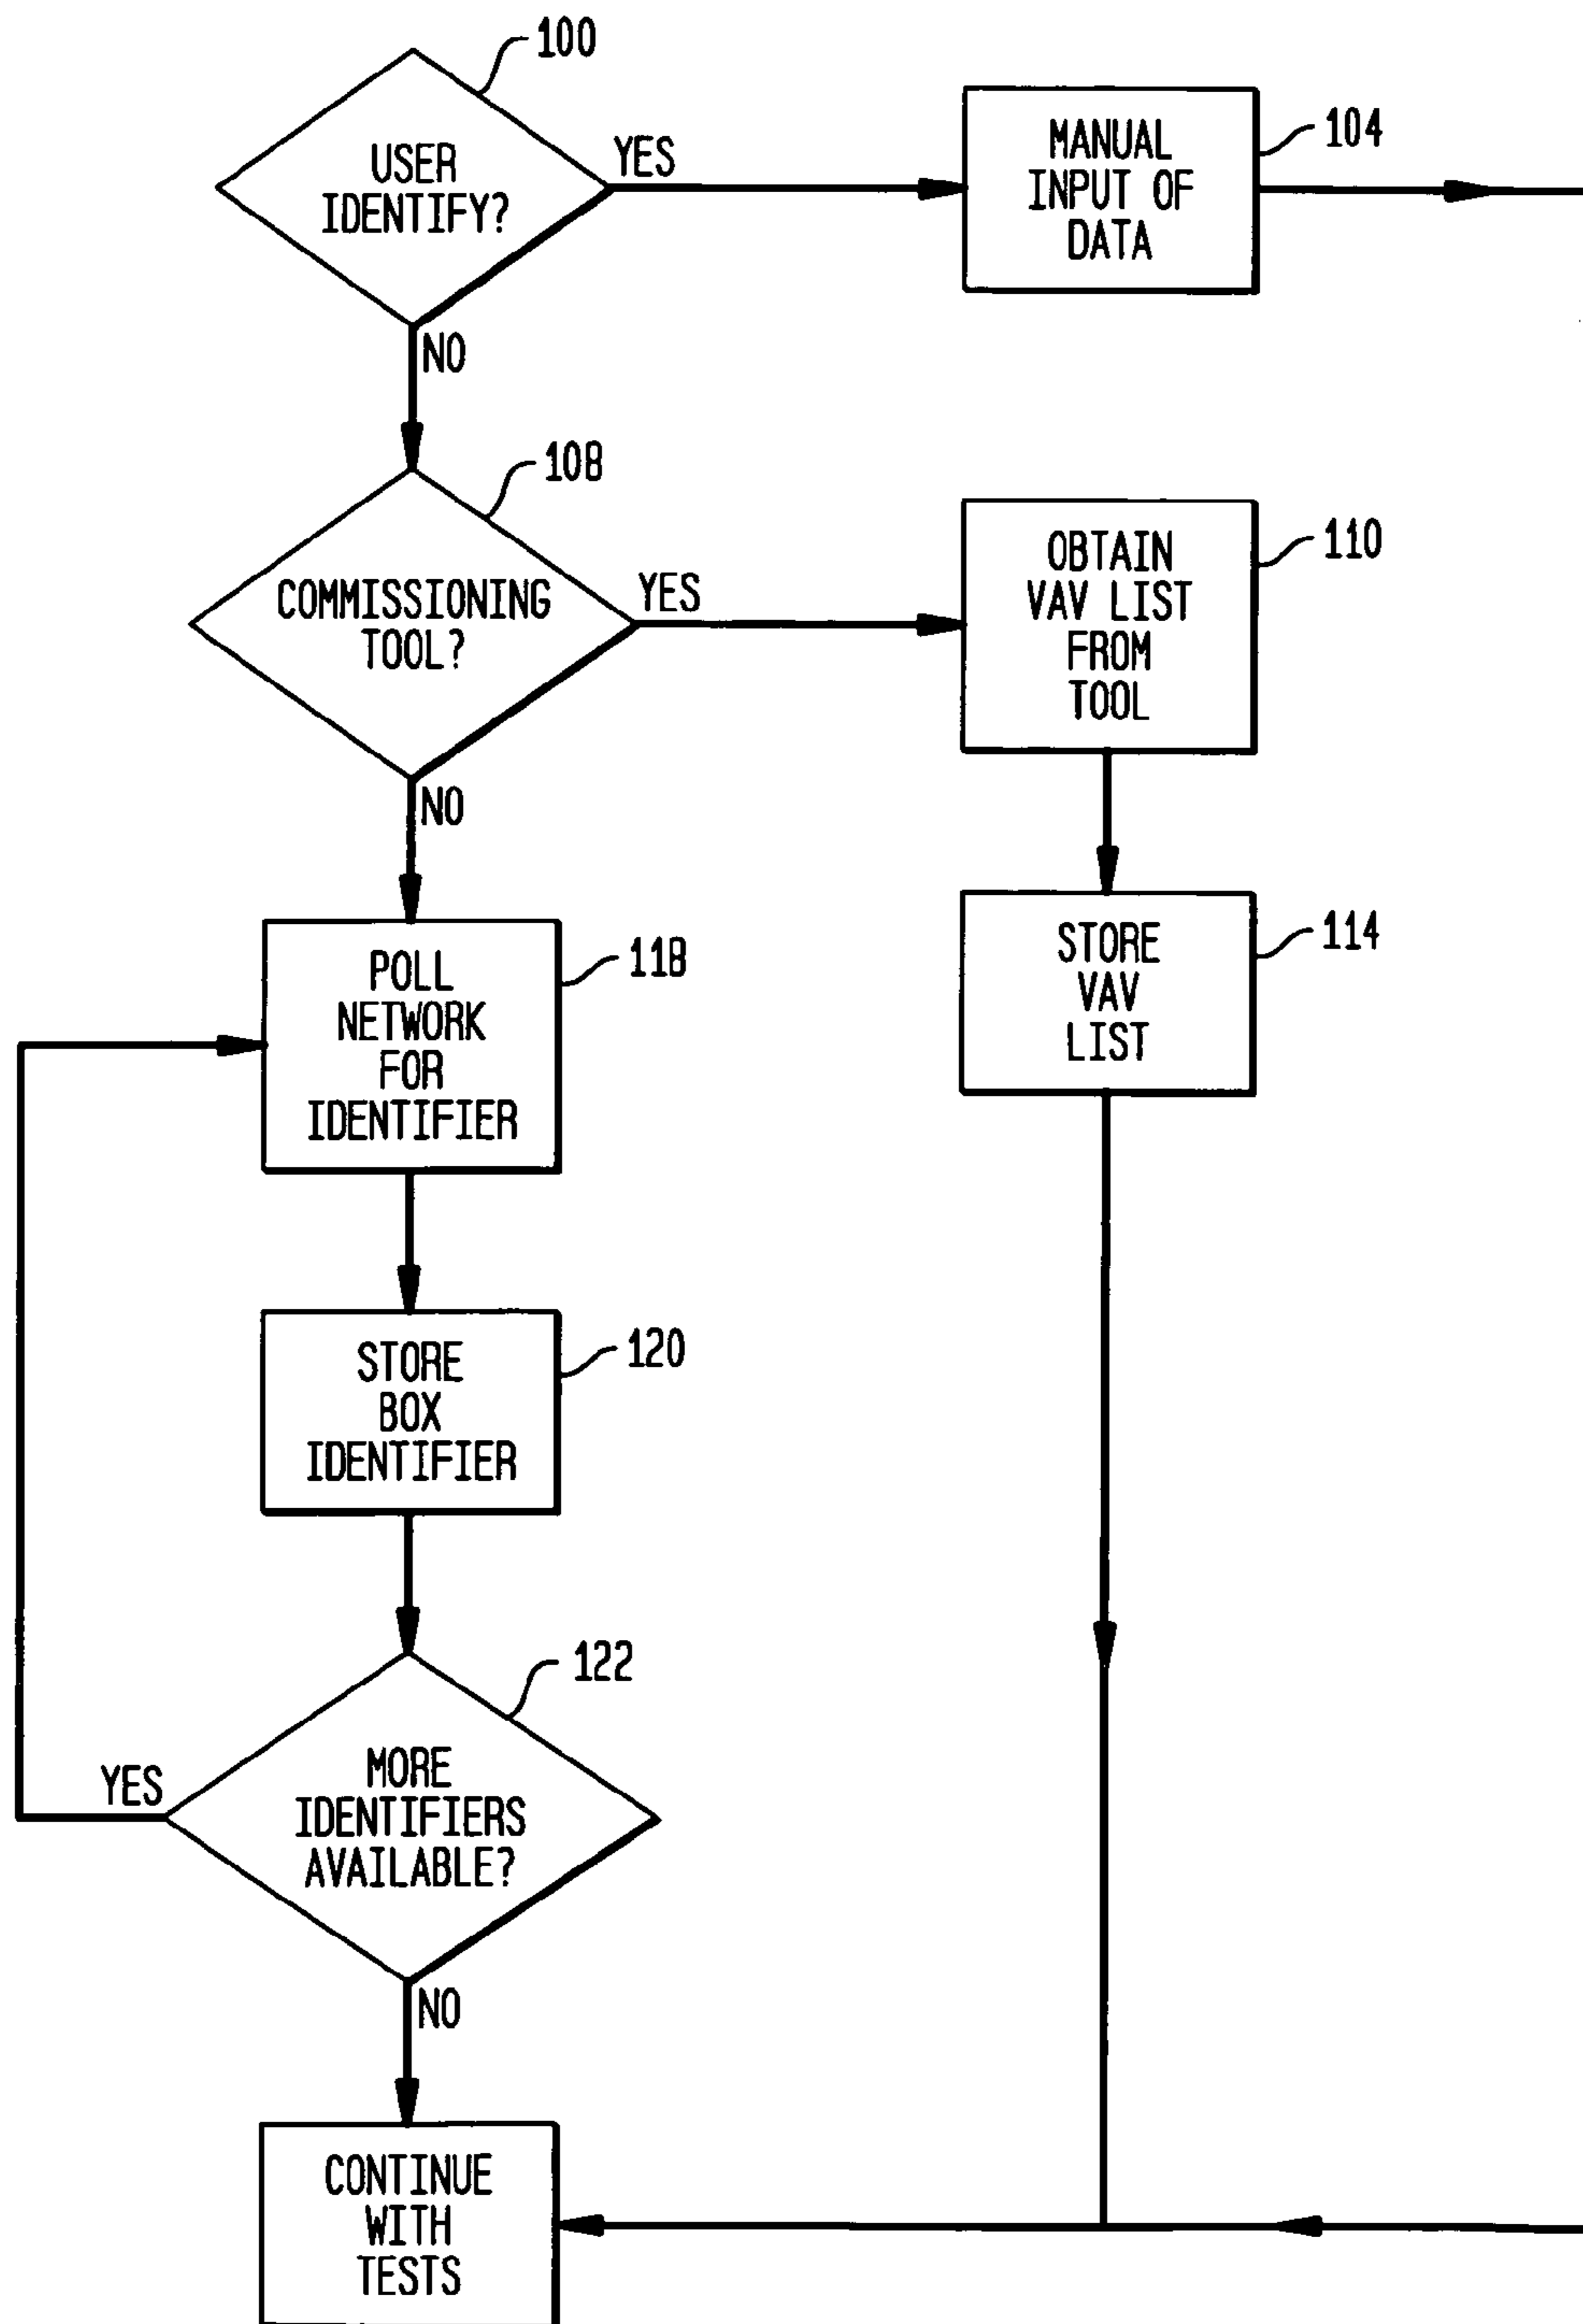 100
USER
IDENTIFY?
YES
MANUAL
INPUT OF
DATA
104
NO
108
COMMISSIONING
TOOL?
YES
OBTAIN
VAV LIST
FROM
TOOL
110
NO
POLL
NETWORK
FOR
IDENTIFIER
118
STORE
VAV
LIST
114
STORE
BOX
IDENTIFIER
120
122
MORE
IDENTIFIERS
AVAILABLE?
YES
NO
CONTINUE
WITH
TESTS